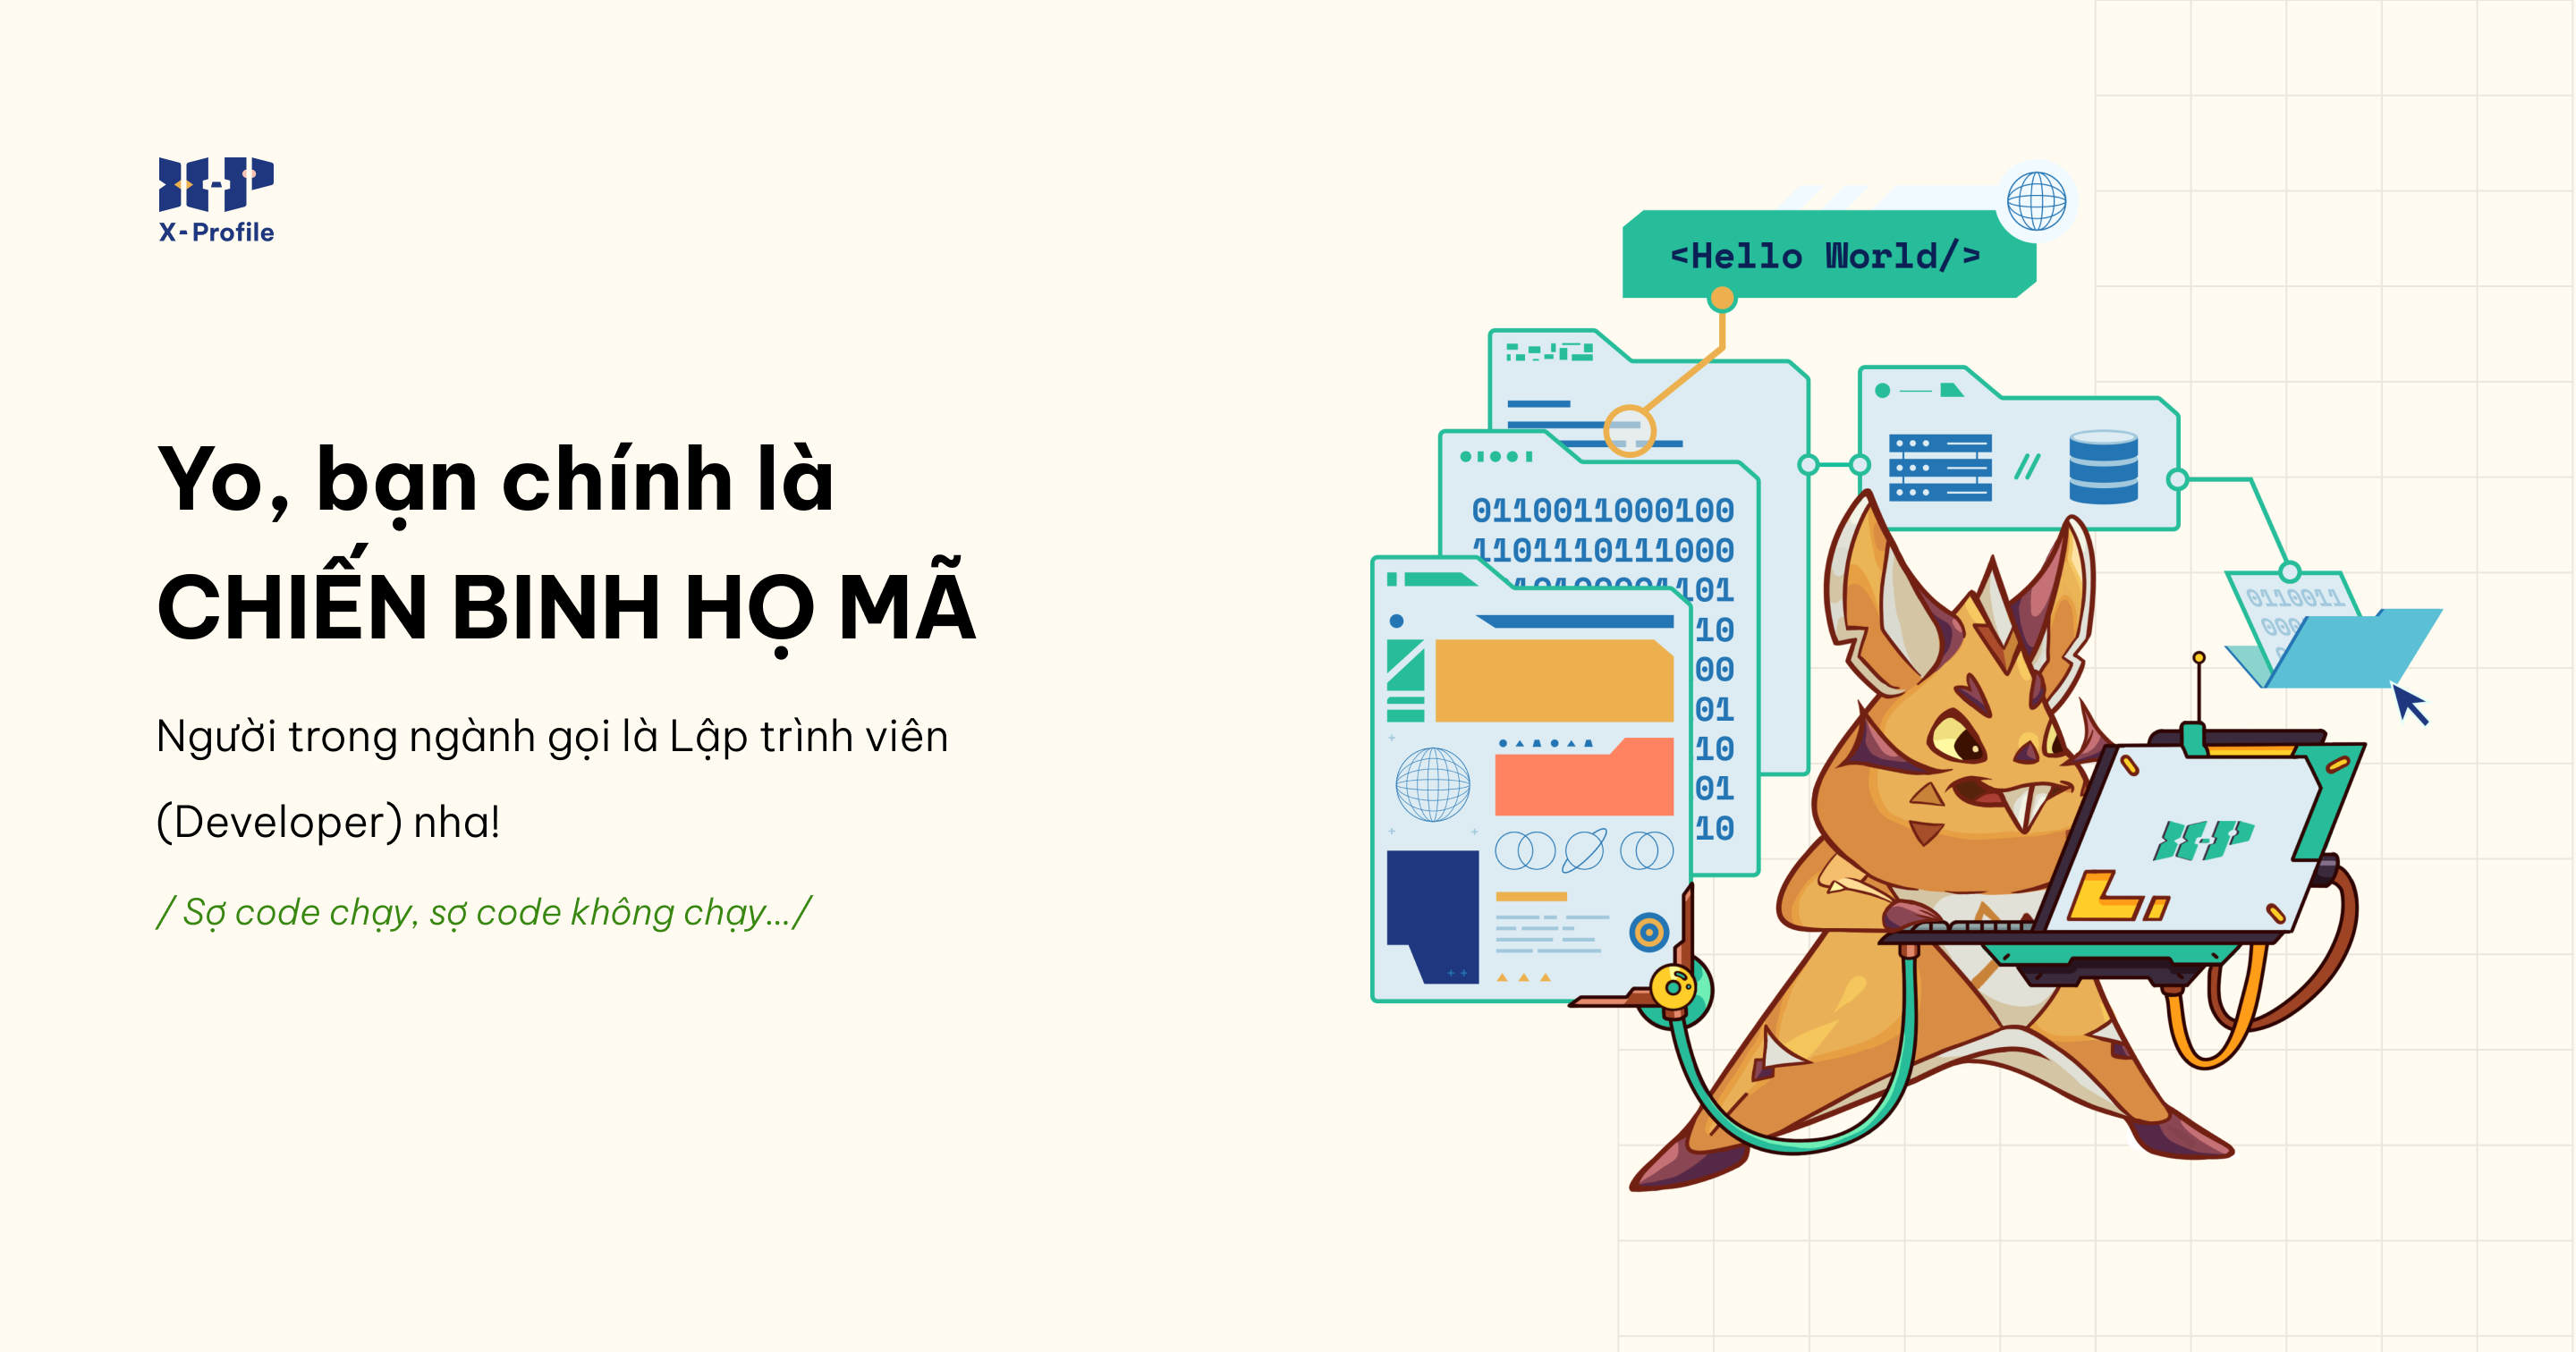 X-P
X-Profile
Yo, bạn chính là
CHIẾN BINH HỌ MÃ
Người trong ngành gọi là Lập trình viên
(Developer) nha!
/ Sợ code chạy, sợ code không chạy.../
<Hello World/>
0110011000100
1101110111000
101
10
00
01
10
01
10
0110011
000
X-P